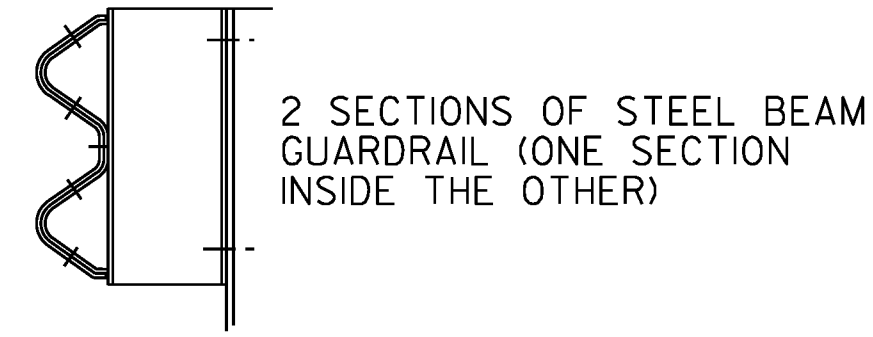 2 SECTIONS OF STEEL BEAM
GUARDRAIL (ONE SECTION
INSIDE THE OTHER)